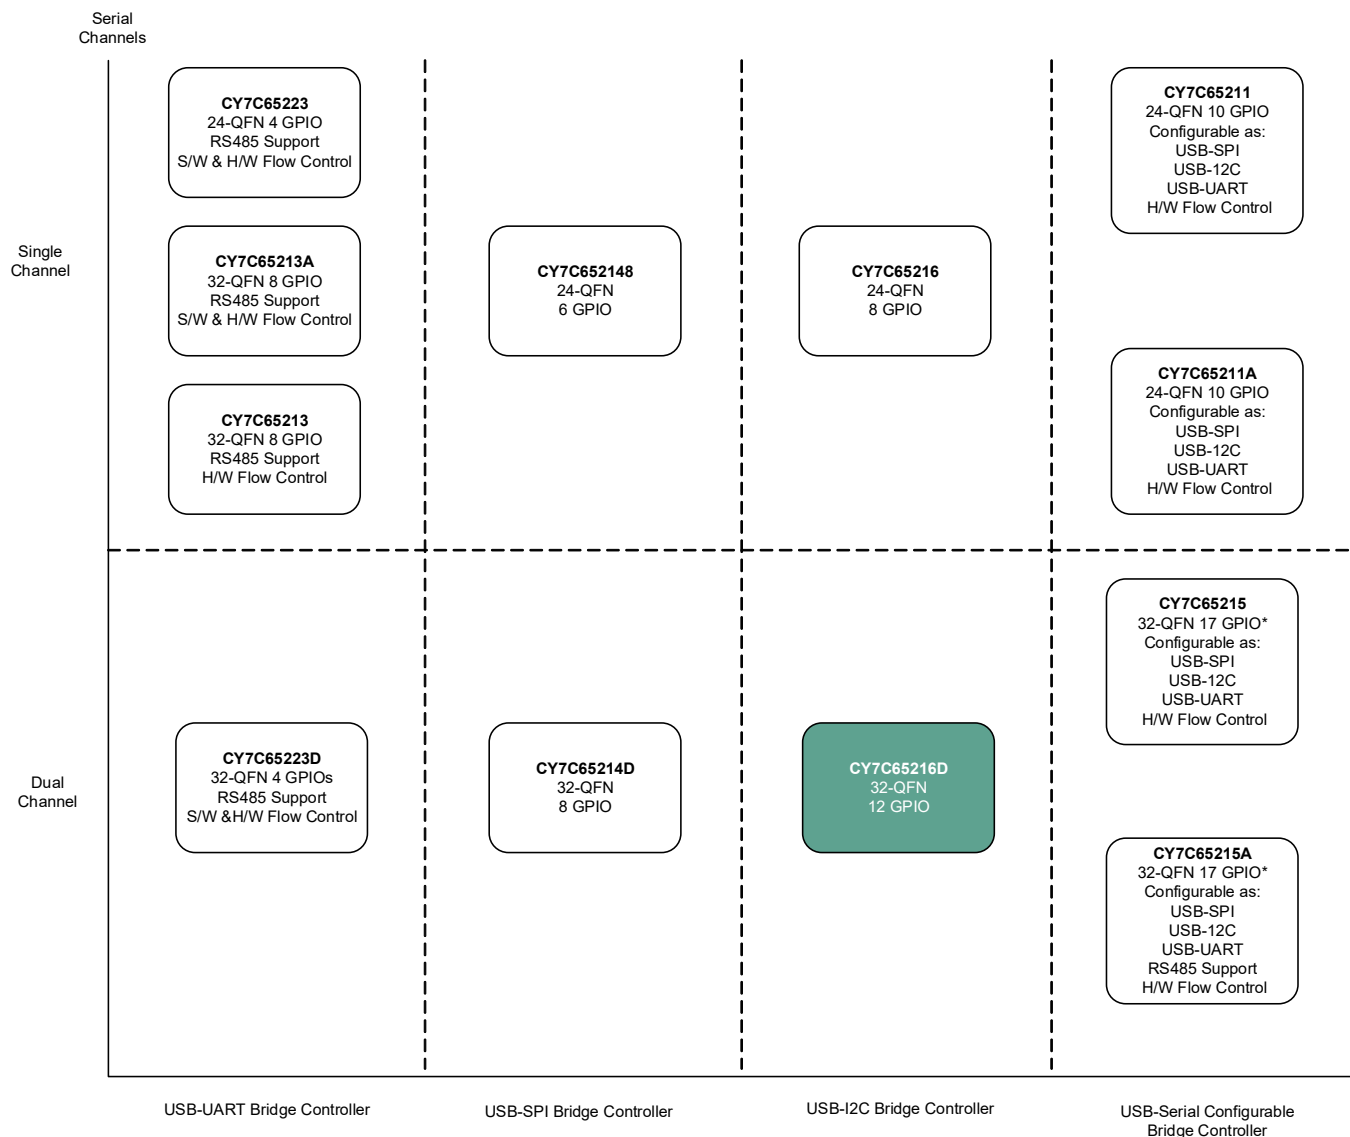 Serial
Channels
CY7C65223
24-QFN 4 GPIO
RS485 Support
S/W & H/W Flow Control
CY7C65211
24-QFN 10 GPIO
Configurable as:
USB-SPI
USB-12C
USB-UART
H/W Flow Control
Single
Channel
CY7C65213A
32-QFN 8 GPIO
RS485 Support
S/W & H/W Flow Control
CY7C652148
24-QFN
6 GPIO
CY7C65216
24-QFN
8 GPIO
CY7C65213
32-QFN 8 GPIO
RS485 Support
H/W Flow Control
CY7C65211A
24-QFN 10 GPIO
Configurable as:
USB-SPI
USB-12C
USB-UART
H/W Flow Control
Dual
Channel
CY7C65223D
32-QFN 4 GPIOs
RS485 Support
S/W &H/W Flow Control
CY7C65214D
32-QFN
8 GPIO
CY7C65216D
32-QFN
12 GPIO
CY7C65215
32-QFN 17 GPIO*
Configurable as:
USB-SPI
USB-12C
USB-UART
H/W Flow Control
CY7C65215A
32-QFN 17 GPIO*
Configurable as:
USB-SPI
USB-12C
USB-UART
RS485 Support
H/W Flow Control
USB-UART Bridge Controller
USB-SPI Bridge Controller
USB-I2C Bridge Controller
USB-Serial Configurable
Bridge Controller